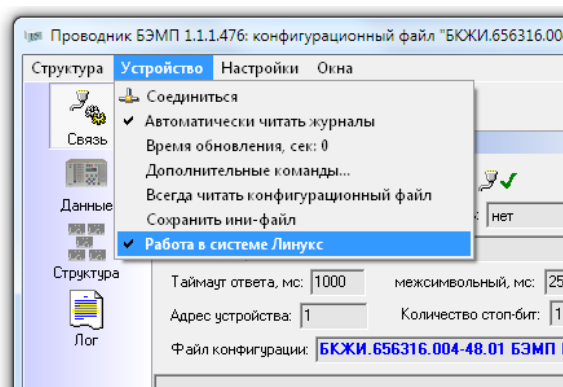 Проводник БЭМП 1.1.1.476: конфигурационный файл "БКЖИ.656316.00
Структура Устройство Настройки Окна
Соединиться
Автоматически читать журналы
Время обновления, сек: 0
Дополнительные команды...
Всегда читать конфигурационный файл
Сохранить ини-файл
Работа в системе Линукс
Связь
Данные
Структура
Лог
нет
Таймаут ответа, мс: 1000 межсимвольный, мс: 25
Адрес устройства: 1 Количество стоп-бит: 1
Файл конфигурации: БКЖИ.656316.004-48.01 БЭМП